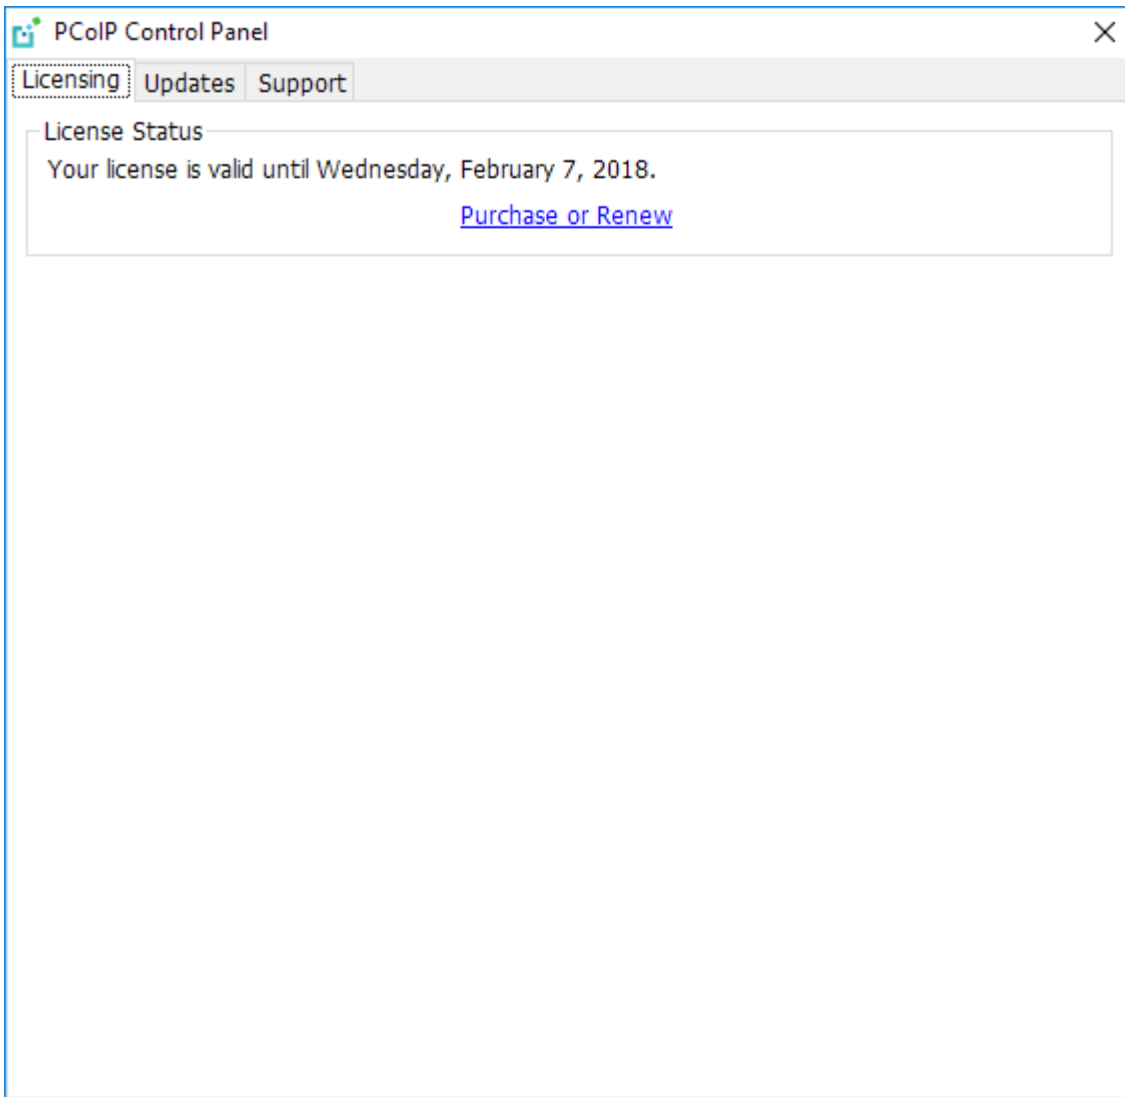 PCoIP Control Panel
Licensing Updates Support
License Status
Your license is valid until Wednesday, February 7, 2018.
Purchase or Renew